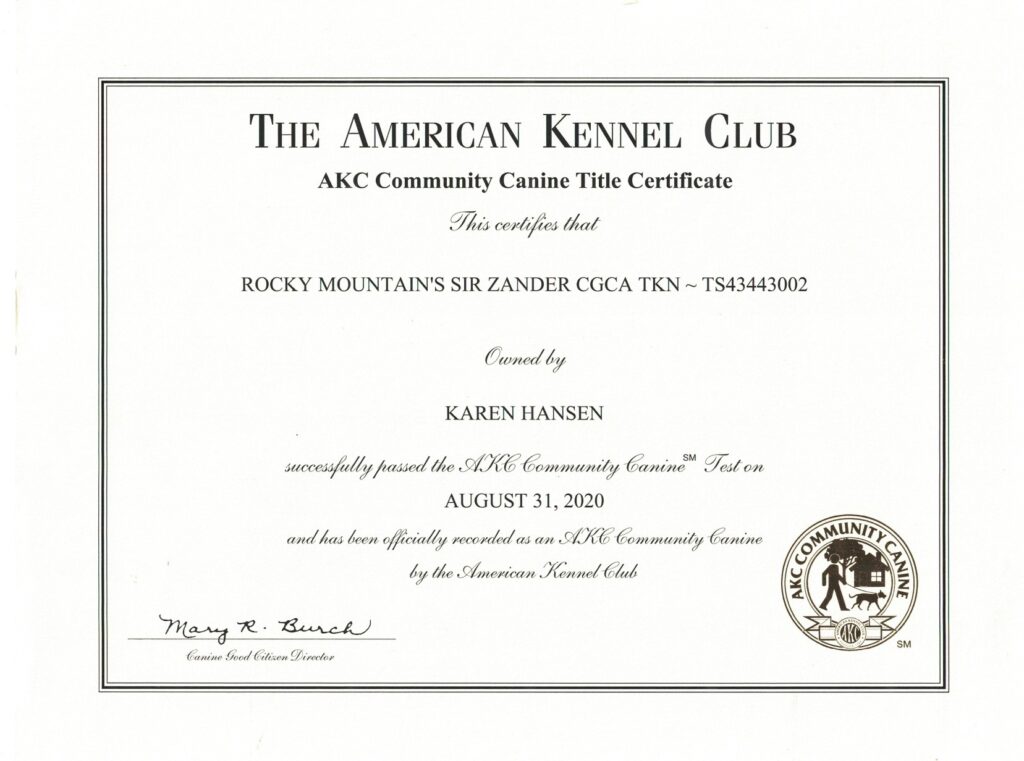 THE AMERICAN KENNEL CLUB
AKC Community Canine Title Certificate
This certifies that
ROCKY MOUNTAIN'S SIR ZANDER CGCA TKN ~ TS43443002
Owned by
KAREN HANSEN
successfully passed the AKC Community Canine℠ Test on
AUGUST 31, 2020
and has been officially recorded as an AKC Community Canine
by the American Kennel Club
AKC COMMUNITY CANINE
AKC
SM
Mary R. Burch
Canine Good Citizen Director